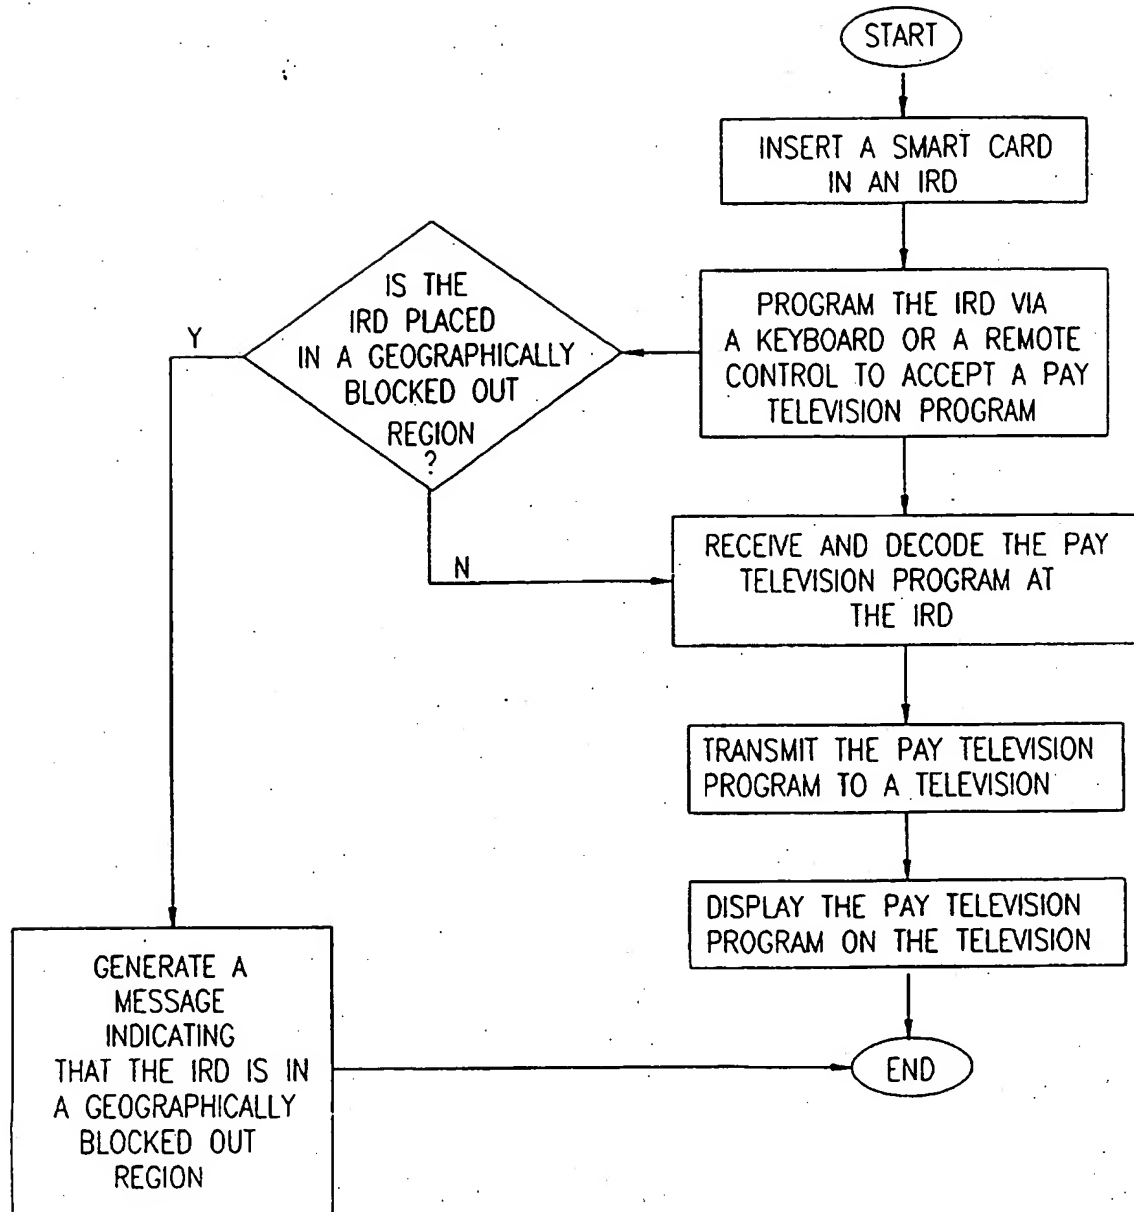 START
INSERT A SMART CARD
IN AN IRD
PROGRAM THE IRD VIA
A KEYBOARD OR A REMOTE
CONTROL TO ACCEPT A PAY
TELEVISION PROGRAM
IS THE
IRD PLACED
IN A GEOGRAPHICALLY
BLOCKED OUT
REGION
?
Y
N
RECEIVE AND DECODE THE PAY
TELEVISION PROGRAM AT
THE IRD
TRANSMIT THE PAY TELEVISION
PROGRAM TO A TELEVISION
DISPLAY THE PAY TELEVISION
PROGRAM ON THE TELEVISION
GENERATE A
MESSAGE
INDICATING
THAT THE IRD IS IN
A GEOGRAPHICALLY
BLOCKED OUT
REGION
END